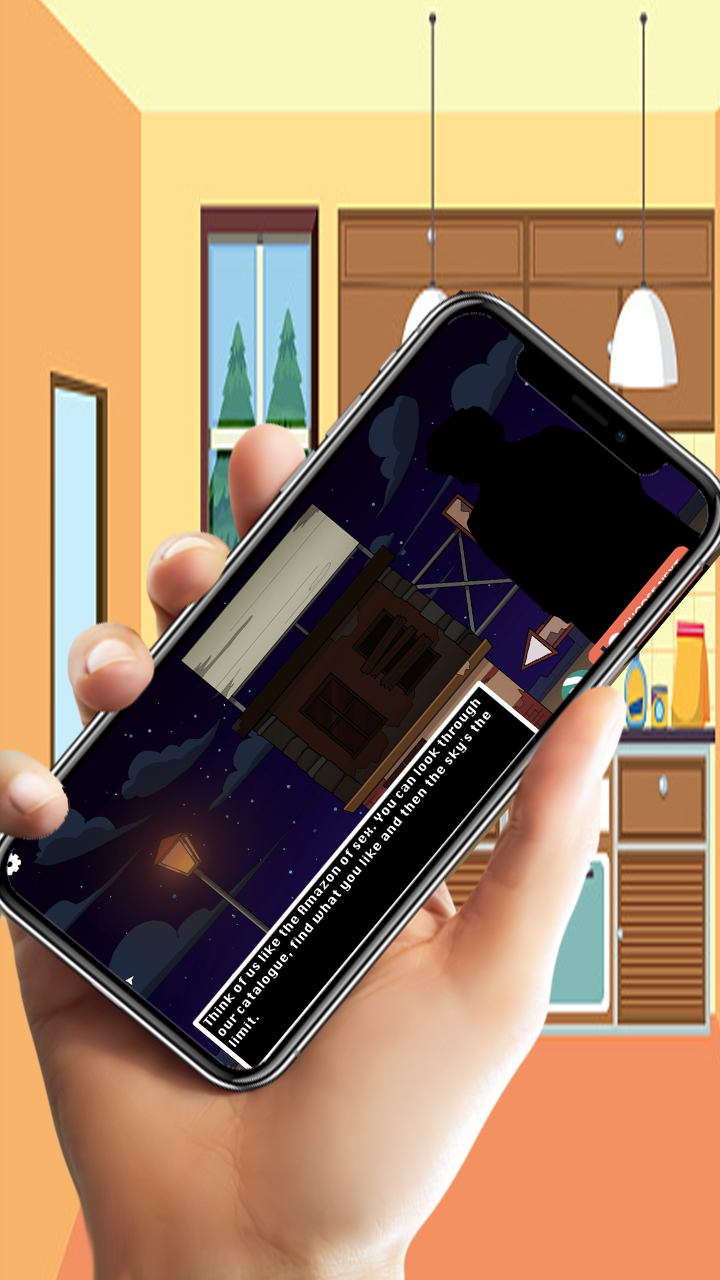 Think of us like the Amazon of sex. You can look through
our catalogue, find what you like and then the sky's the
limit.